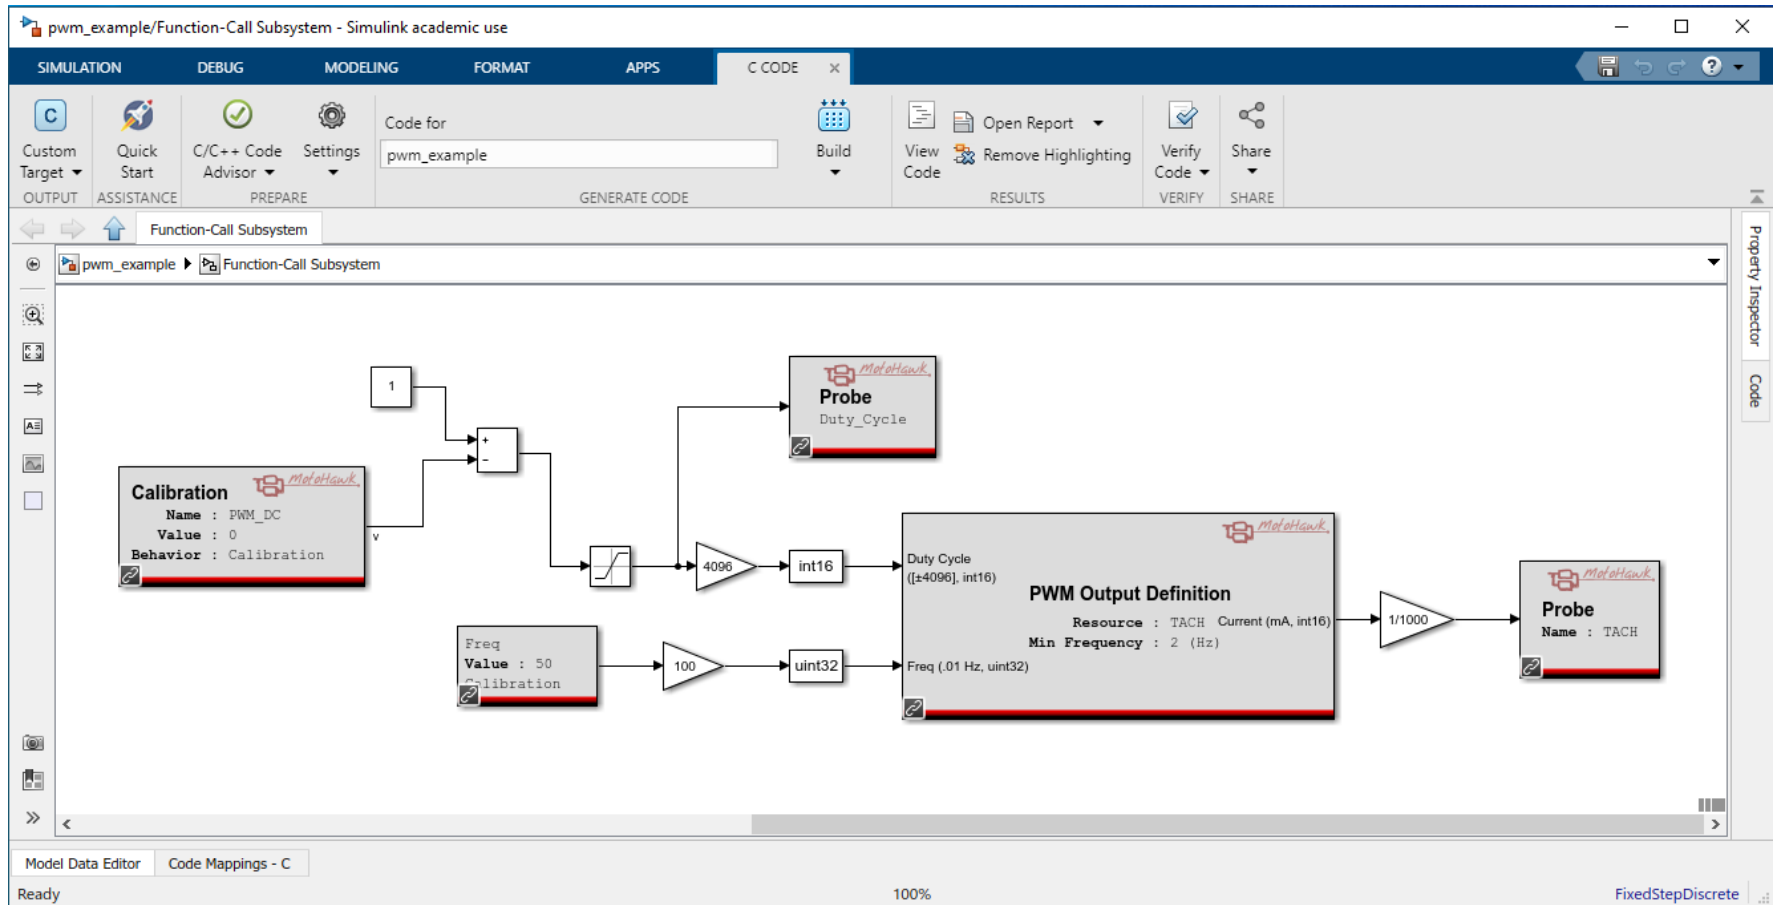 pwm_example/Function-Call Subsystem - Simulink academic use
SIMULATION DEBUG MODELING FORMAT APPS C CODE
Custom Target
Quick Start
C/C++ Code Advisor
Settings
Code for
pwm_example
Build
View Code
Open Report
Remove Highlighting
Verify Code
Share
OUTPUT ASSISTANCE PREPARE GENERATE CODE RESULTS VERIFY SHARE
Function-Call Subsystem
pwm_example Function-Call Subsystem
Property Inspector
Code
1
+
−
MotoHawk
Probe
Duty_Cycle
MotoHawk
Calibration
Name : PWM_DC
Value : 0
Behavior : Calibration
v
4096
int16
MotoHawk
Duty Cycle
([±4096], int16)
PWM Output Definition
Resource : TACH
Current (mA, int16)
Min Frequency : 2 (Hz)
Freq (.01 Hz, uint32)
1/1000
MotoHawk
Probe
Name : TACH
Freq
Value : 50
Calibration
100
uint32
Model Data Editor Code Mappings - C
Ready 100% FixedStepDiscrete